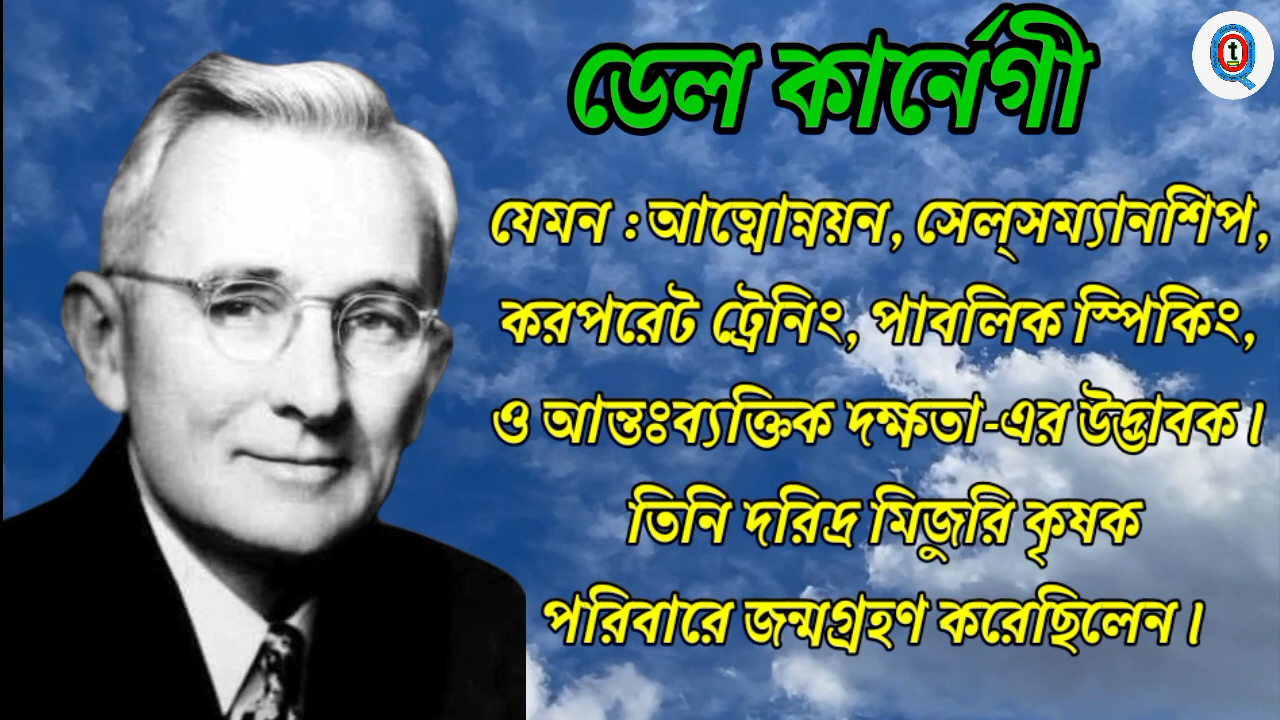 ডেল কার্নেগী
t
যেমন : আত্মোন্নয়ন, সেল্সম্যানশিপ,
করপরেট ট্রেনিং, পাবলিক স্পিকিং,
ও আন্তঃব্যক্তিক দক্ষতা-এর উদ্ভাবক।
তিনি দরিদ্র মিজুরি কৃষক
পরিবারে জন্মগ্রহণ করেছিলেন।